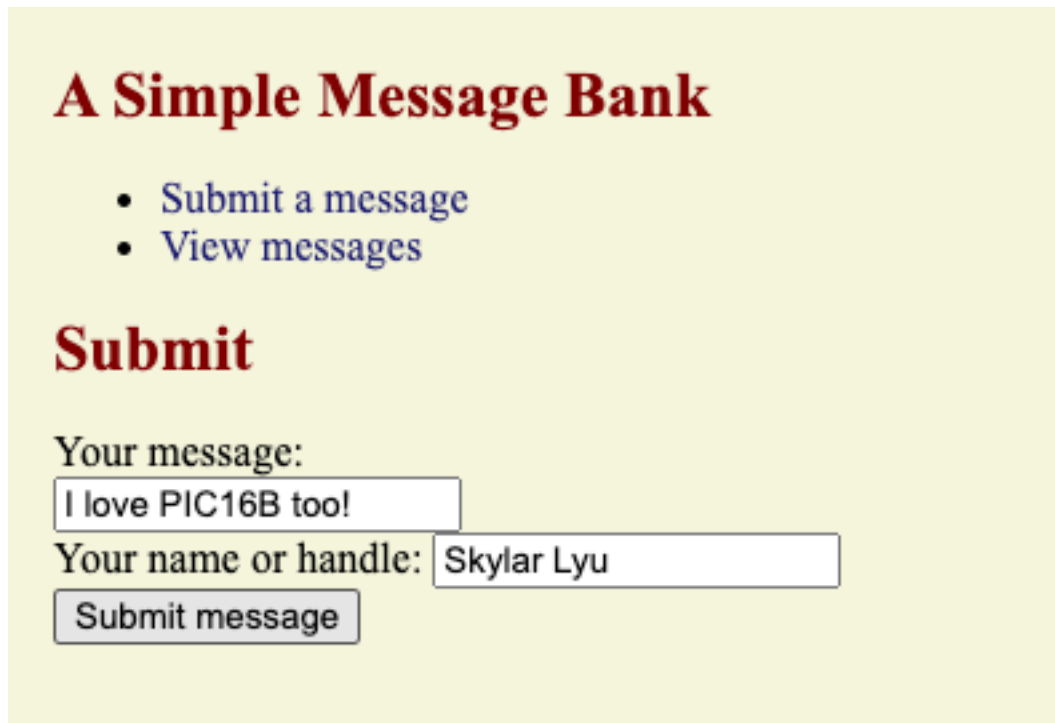 A Simple Message Bank
Submit a message
View messages
Submit
Your message:
I love PIC16B too!
Your name or handle: Skylar Lyu
Submit message